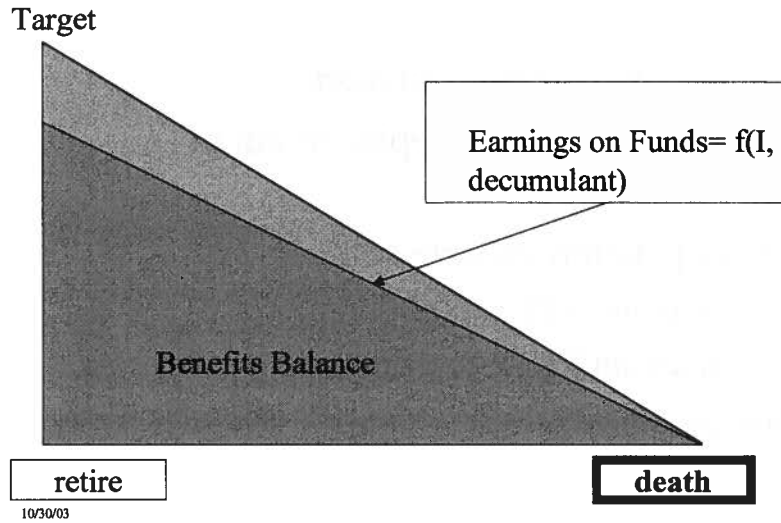 Target
Earnings on Funds= f(I,
decumulant)
Benefits Balance
retire
death
10/30/03